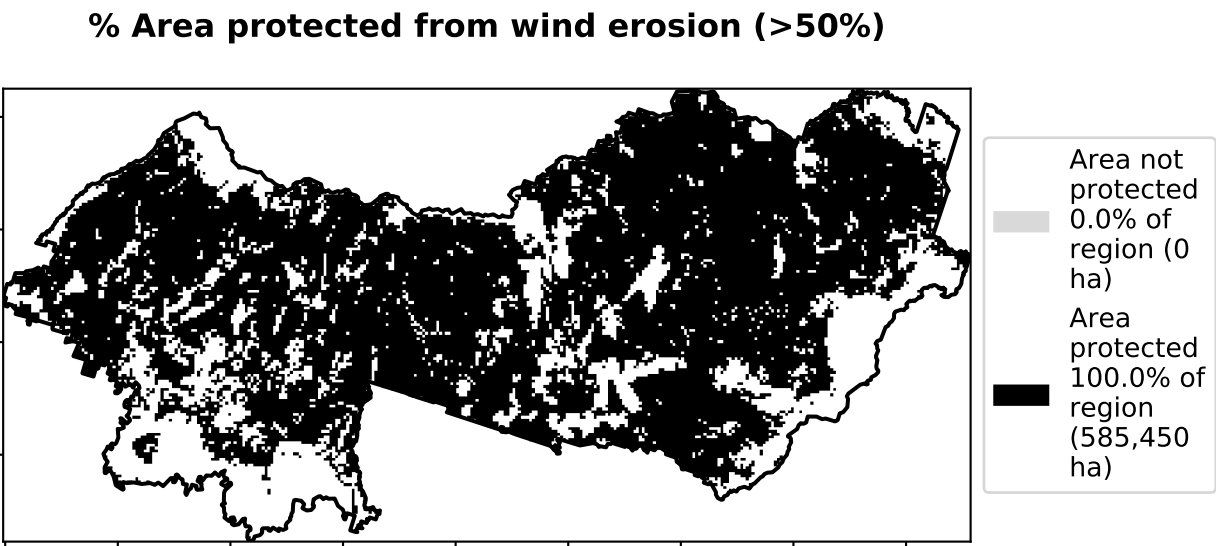 % Area protected from wind erosion (>50%)
Area not
protected
0.0% of
region (0
ha)
Area
protected
100.0% of
region
(585,450
ha)